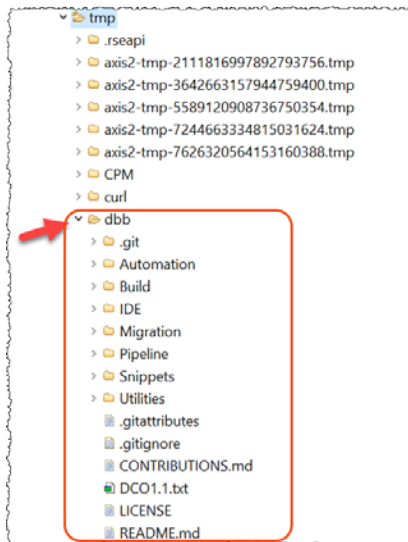 tmp
.rseapi
axis2-tmp-2111816997892793756.tmp
axis2-tmp-3642663157944759400.tmp
axis2-tmp-5589120908736750354.tmp
axis2-tmp-7244663334815031624.tmp
axis2-tmp-7626320564153160388.tmp
CPM
curl
dbb
.git
Automation
Build
IDE
Migration
Pipeline
Snippets
Utilities
.gitattributes
.gitignore
CONTRIBUTIONS.md
DCO1.1.txt
LICENSE
README.md